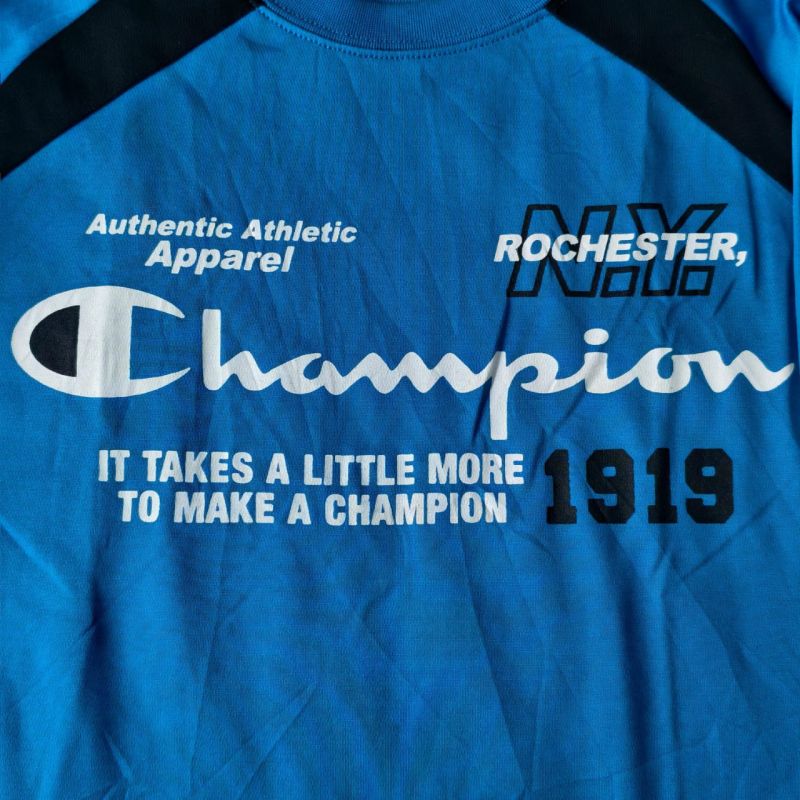 Authentic Athletic
Apparel
N.Y.
ROCHESTER,
Champion
IT TAKES A LITTLE MORE
TO MAKE A CHAMPION
1919